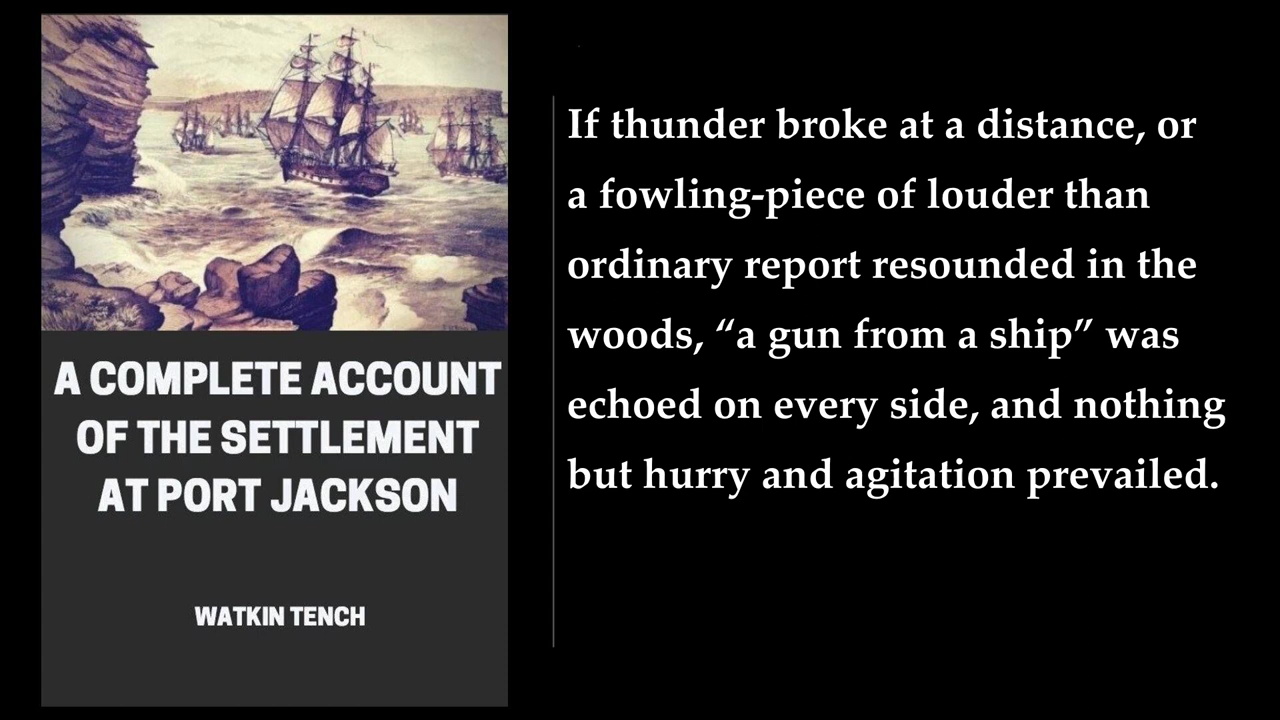 A COMPLETE ACCOUNT
OF THE SETTLEMENT
AT PORT JACKSON
WATKIN TENCH
If thunder broke at a distance, or
a fowling-piece of louder than
ordinary report resounded in the
woods, “a gun from a ship” was
echoed on every side, and nothing
but hurry and agitation prevailed.